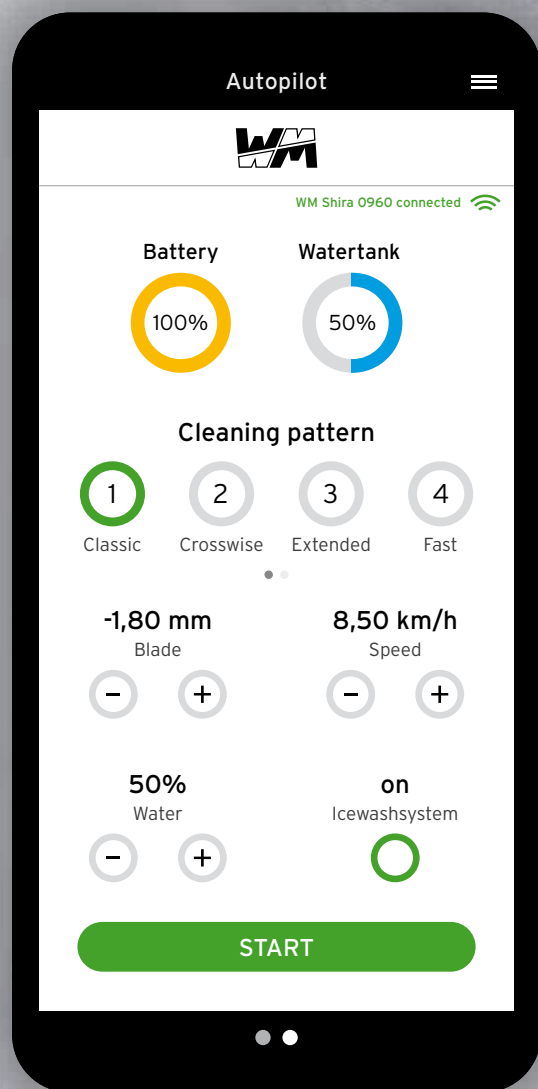 Autopilot
WM
WM Shira 0960 connected
Battery Watertank
100% 50%
Cleaning pattern
1 2 3 4
Classic Crosswise Extended Fast
-1,80 mm 8,50 km/h
Blade Speed
- + - +
50% on
Water Icewashsystem
- +
START